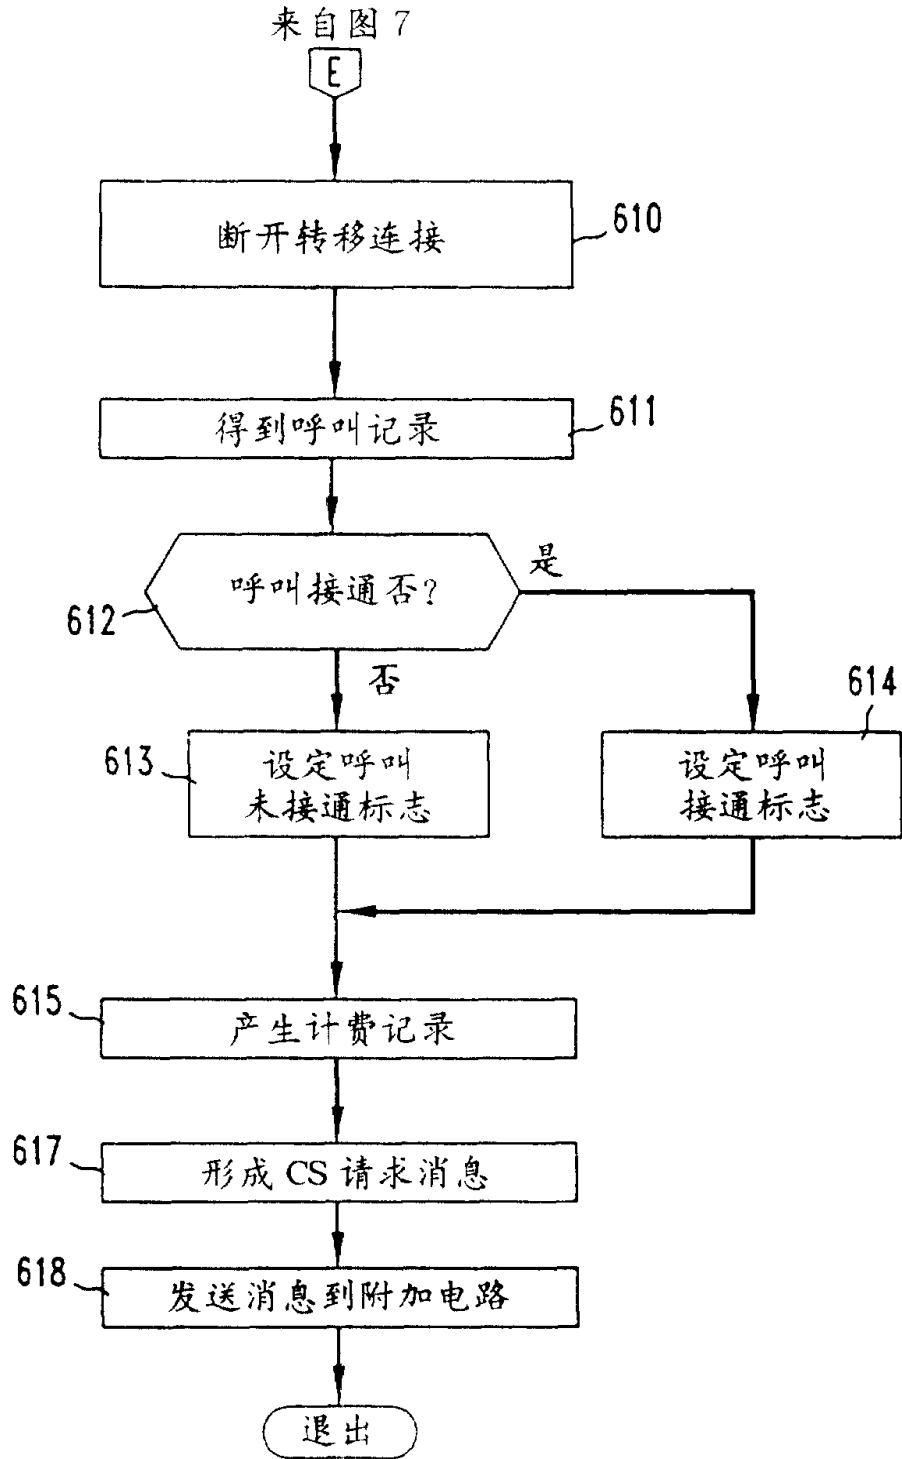 来自图 7
E
断开转移连接
610
得到呼叫记录
611
呼叫接通否?
是
612
否
614
613
设定呼叫
未接通标志
设定呼叫
接通标志
615
产生计费记录
617
形成 CS 请求消息
618
发送消息到附加电路
退出